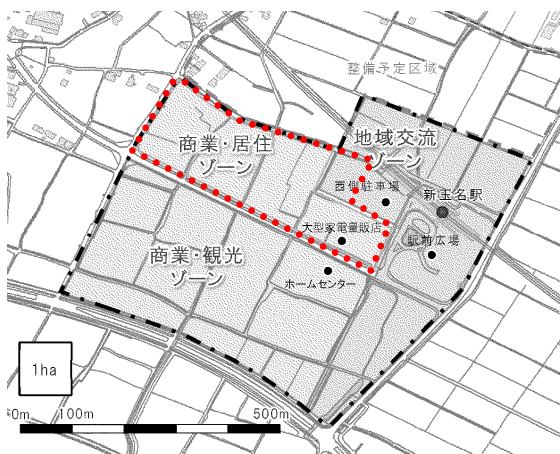 整備予定区域
商業・居住
ゾーン
地域交流
ゾーン
西側駐車場
新玉名駅
大型家電量販店
駅前広場
商業・観光
ゾーン
ホームセンター
1ha
0m 100m 500m